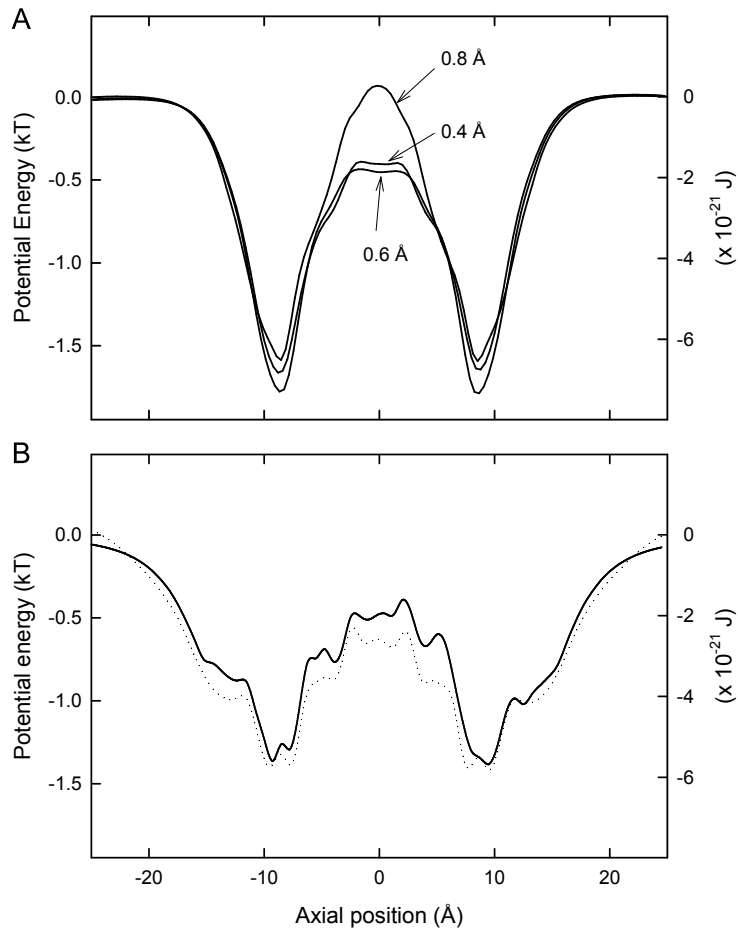 A
0.8 Å
0.4 Å
0.6 Å
0.0
-0.5
-1.0
-1.5
Potential Energy (kT)
0
-2
-4
-6
(x 10⁻²¹ J)
B
0.0
-0.5
-1.0
-1.5
Potential energy (kT)
0
-2
-4
-6
(x 10⁻²¹ J)
-20 -10 0 10 20
Axial position (Å)